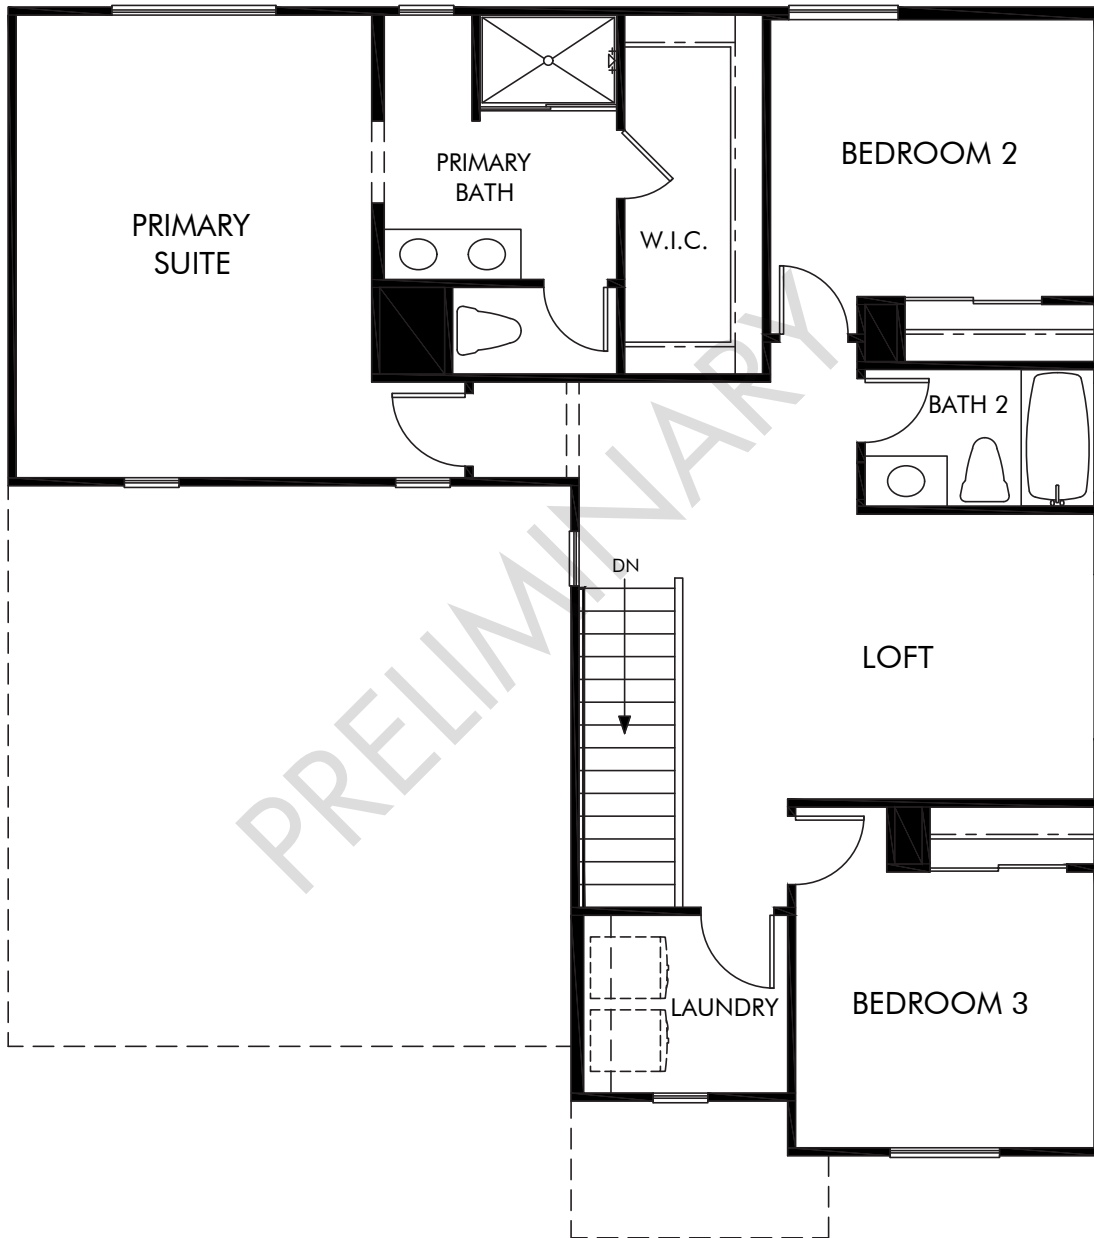 PRIMARY
BATH
BEDROOM 2
PRIMARY
SUITE
W.I.C.
BATH 2
DN
LOFT
PRELIMINARY
LAUNDRY
BEDROOM 3